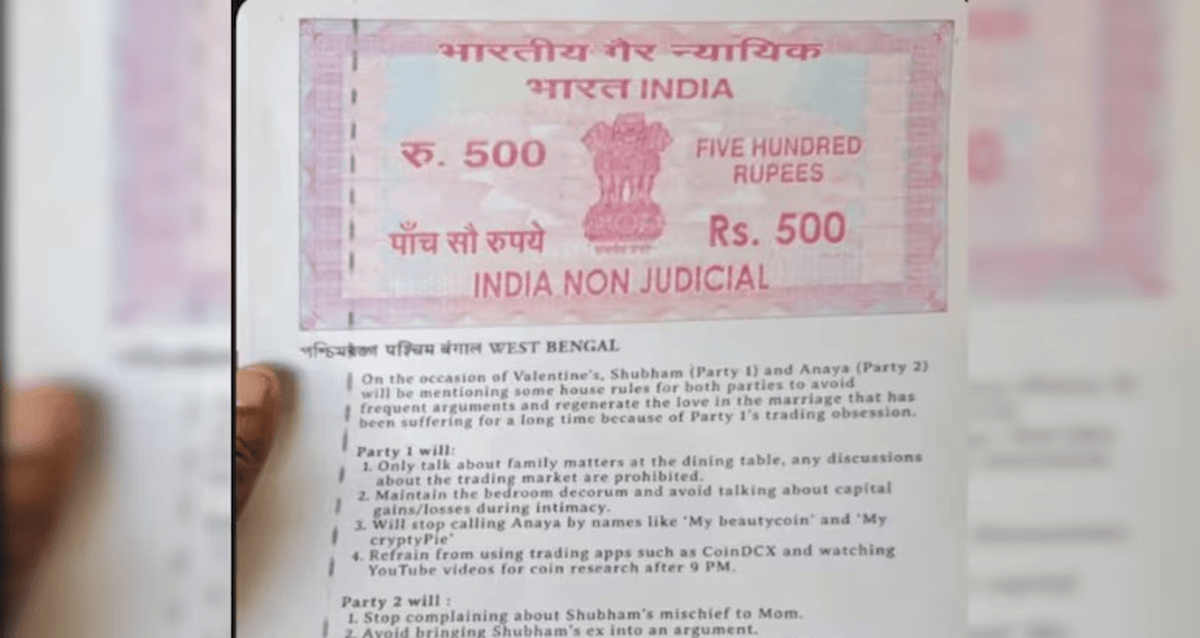 भारतीय गैर न्यायिक
भारत INDIA
रु. 500
FIVE HUNDRED
RUPEES
पाँच सौ रुपये
Rs. 500
INDIA NON JUDICIAL
पश्चिम बंगाल WEST BENGAL
On the occasion of Valentine's, Shubham (Party 1) and Anaya (Party 2)
will be mentioning some house rules for both parties to avoid
frequent arguments and regenerate the love in the marriage that has
been suffering for a long time because of Party 1's trading obsession.
Party 1 will:
1. Only talk about family matters at the dining table, any discussions
about the trading market are prohibited.
2. Maintain the bedroom decorum and avoid talking about capital
gains/losses during intimacy.
3. Will stop calling Anaya by names like 'My beautycoin' and 'My
cryptyPie'
4. Refrain from using trading apps such as CoinDCX and watching
YouTube videos for coin research after 9 PM.
Party 2 will :
1. Stop complaining about Shubham's mischief to Mom.
2. Avoid bringing Shubham's ex into an argument.